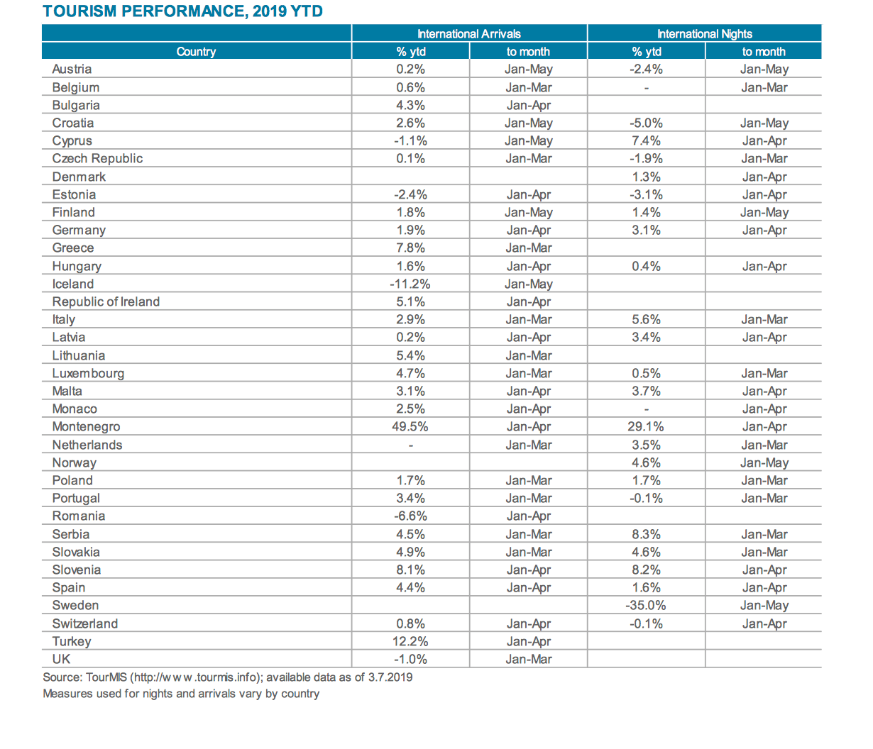 TOURISM PERFORMANCE, 2019 YTD
International Arrivals International Nights
Country % ytd to month % ytd to month
Austria 0.2% Jan-May -2.4% Jan-May
Belgium 0.6% Jan-Mar - Jan-Mar
Bulgaria 4.3% Jan-Apr
Croatia 2.6% Jan-May -5.0% Jan-May
Cyprus -1.1% Jan-May 7.4% Jan-Apr
Czech Republic 0.1% Jan-Mar -1.9% Jan-Mar
Denmark 1.3% Jan-Apr
Estonia -2.4% Jan-Apr -3.1% Jan-Apr
Finland 1.8% Jan-May 1.4% Jan-May
Germany 1.9% Jan-Apr 3.1% Jan-Apr
Greece 7.8% Jan-Mar
Hungary 1.6% Jan-Apr 0.4% Jan-Apr
Iceland -11.2% Jan-May
Republic of Ireland 5.1% Jan-Apr
Italy 2.9% Jan-Mar 5.6% Jan-Mar
Latvia 0.2% Jan-Apr 3.4% Jan-Apr
Lithuania 5.4% Jan-Mar
Luxembourg 4.7% Jan-Mar 0.5% Jan-Mar
Malta 3.1% Jan-Apr 3.7% Jan-Apr
Monaco 2.5% Jan-Apr - Jan-Apr
Montenegro 49.5% Jan-Apr 29.1% Jan-Apr
Netherlands - Jan-Mar 3.5% Jan-Mar
Norway 4.6% Jan-May
Poland 1.7% Jan-Mar 1.7% Jan-Mar
Portugal 3.4% Jan-Mar -0.1% Jan-Mar
Romania -6.6% Jan-Apr
Serbia 4.5% Jan-Mar 8.3% Jan-Mar
Slovakia 4.9% Jan-Mar 4.6% Jan-Mar
Slovenia 8.1% Jan-Apr 8.2% Jan-Apr
Spain 4.4% Jan-Apr 1.6% Jan-Apr
Sweden -35.0% Jan-May
Switzerland 0.8% Jan-Apr -0.1% Jan-Apr
Turkey 12.2% Jan-Apr
UK -1.0% Jan-Mar
Source: TourMIS (http://w w w .tourmis.info); available data as of 3.7.2019
Measures used for nights and arrivals vary by country